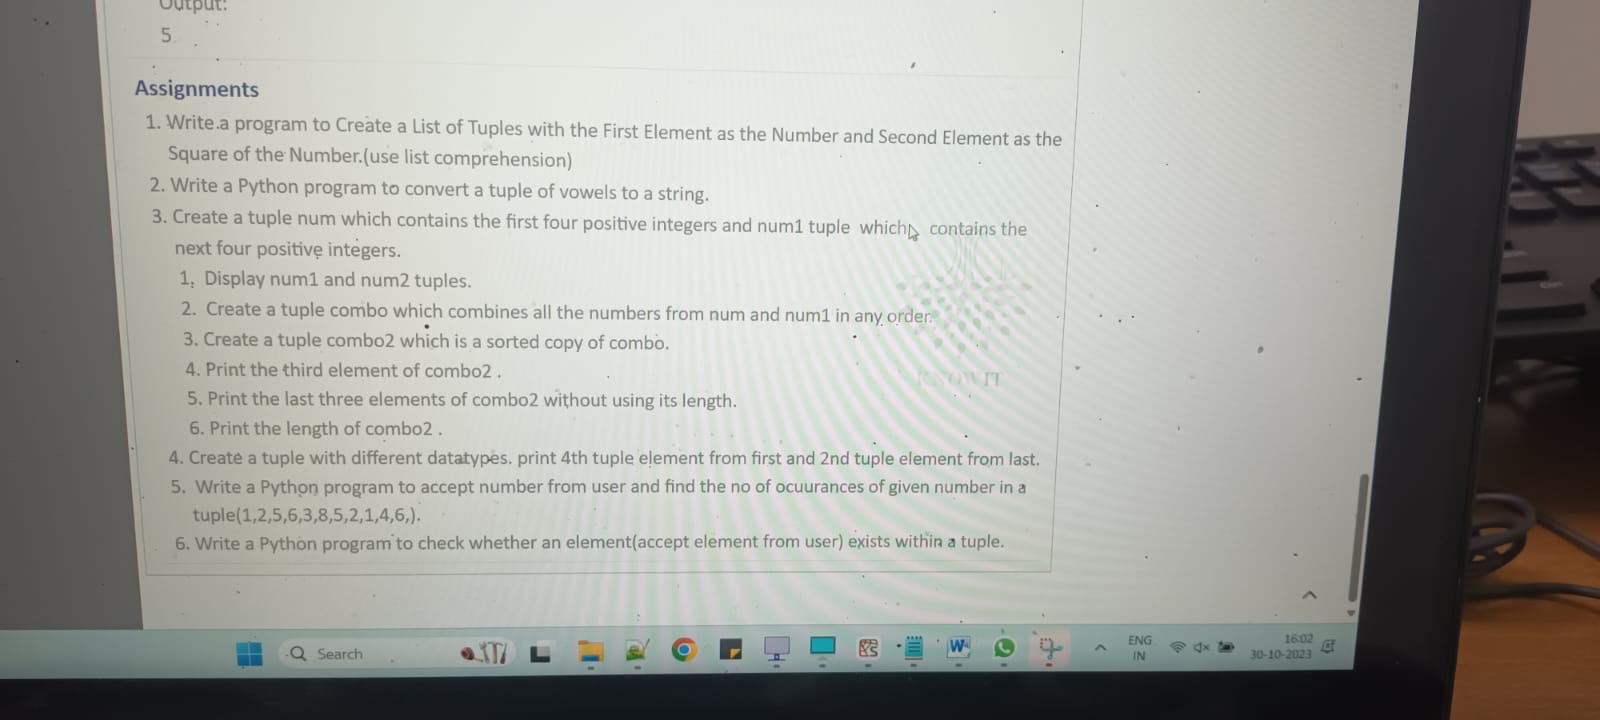 Output:
5
Assignments
1. Write a program to Create a List of Tuples with the First Element as the Number and Second Element as the
Square of the Number.(use list comprehension)
2. Write a Python program to convert a tuple of vowels to a string.
3. Create a tuple num which contains the first four positive integers and num1 tuple which contains the
next four positive integers.
1. Display num1 and num2 tuples.
2. Create a tuple combo which combines all the numbers from num and num1 in any order.
3. Create a tuple combo2 which is a sorted copy of combo.
4. Print the third element of combo2 .
5. Print the last three elements of combo2 without using its length.
6. Print the length of combo2 .
KNOW IT
4. Create a tuple with different datatypes. print 4th tuple element from first and 2nd tuple element from last.
5. Write a Python program to accept number from user and find the no of ocuurances of given number in a
tuple(1,2,5,6,3,8,5,2,1,4,6,).
6. Write a Python program to check whether an element(accept element from user) exists within a tuple.
Search
W
ENG
IN
16:02
30-10-2023